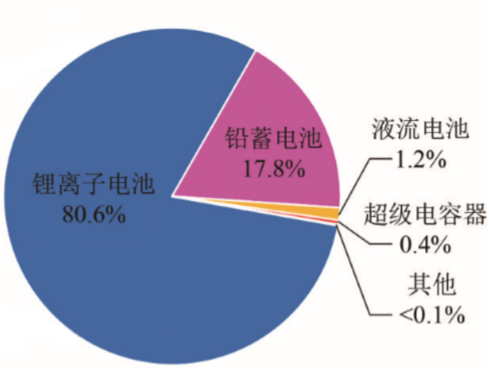 锂离子电池
80.6%
铅蓄电池
17.8%
液流电池
1.2%
超级电容器
0.4%
其他
<0.1%